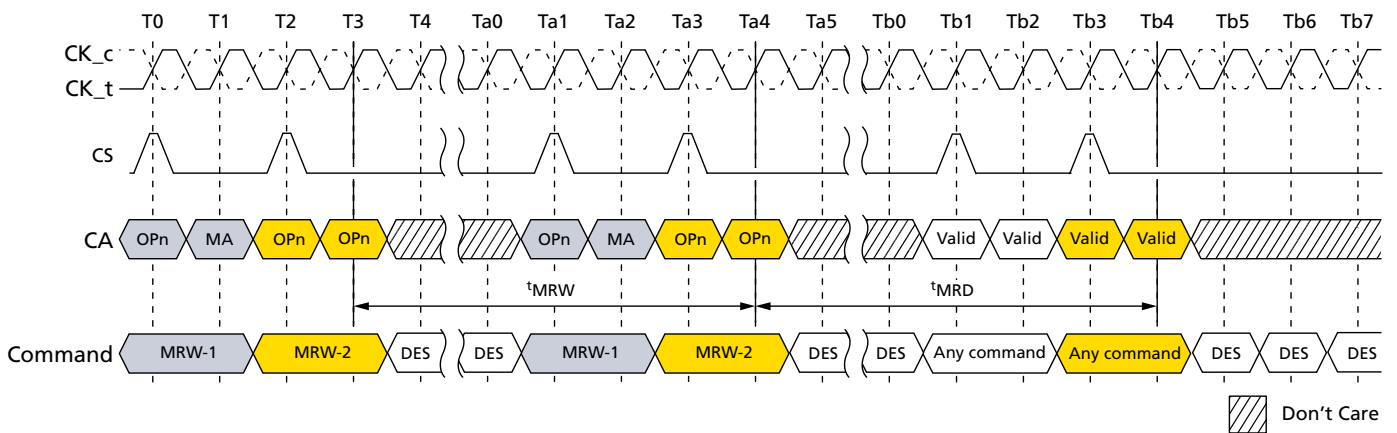 T0 T1 T2 T3 T4 Ta0 Ta1 Ta2 Ta3 Ta4 Ta5 Tb0 Tb1 Tb2 Tb3 Tb4 Tb5 Tb6 Tb7
CK_c
CK_t
CS
CA OPn MA OPn OPn OPn MA OPn OPn Valid Valid Valid Valid
tMRW tMRD
Command MRW-1 MRW-2 DES DES MRW-1 MRW-2 DES DES Any command Any command DES DES DES
Don't Care